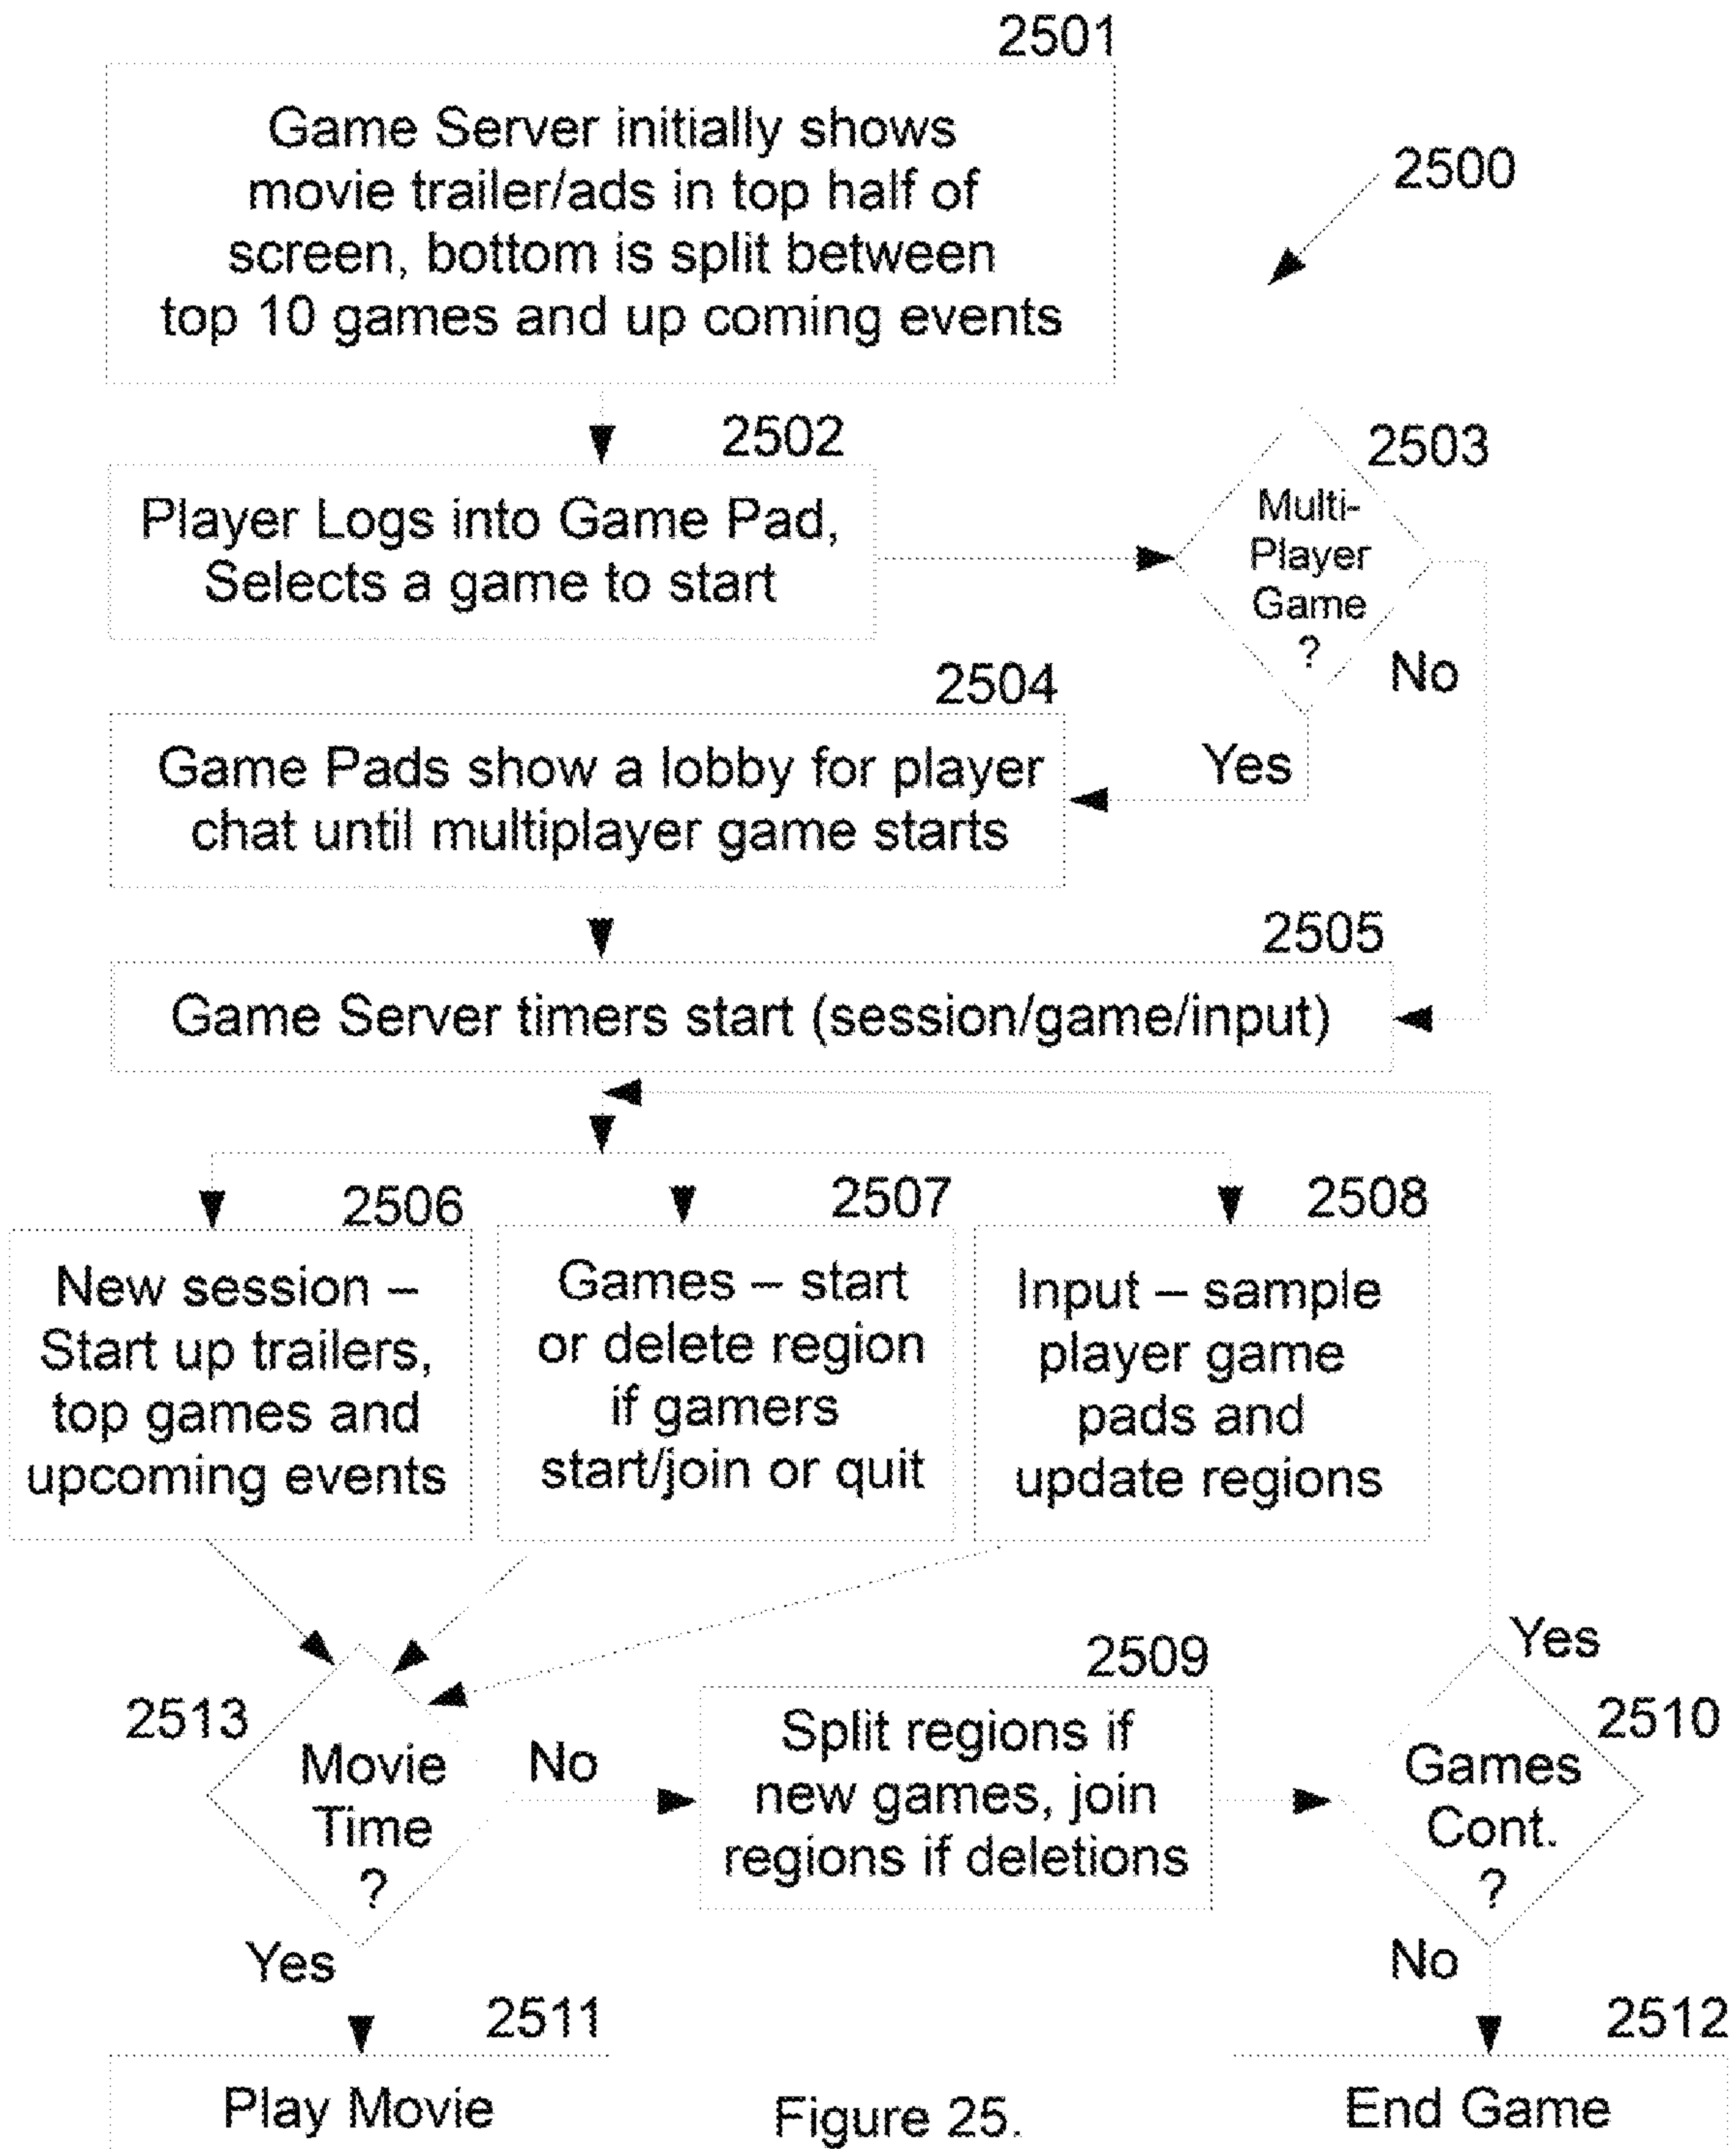 2501
Game Server initially shows
movie trailer/ads in top half of
screen, bottom is split between
top 10 games and up coming events
2500
2502
Player Logs into Game Pad,
Selects a game to start
2503
Multi-
Player
Game
?
No
Yes
2504
Game Pads show a lobby for player
chat until multiplayer game starts
2505
Game Server timers start (session/game/input)
2506
New session –
Start up trailers,
top games and
upcoming events
2507
Games – start
or delete region
if gamers
start/join or quit
2508
Input – sample
player game
pads and
update regions
2513
Movie
Time
?
No
Yes
2509
Split regions if
new games, join
regions if deletions
2510
Games
Cont.
?
Yes
No
2511
Play Movie
2512
End Game
Figure 25.